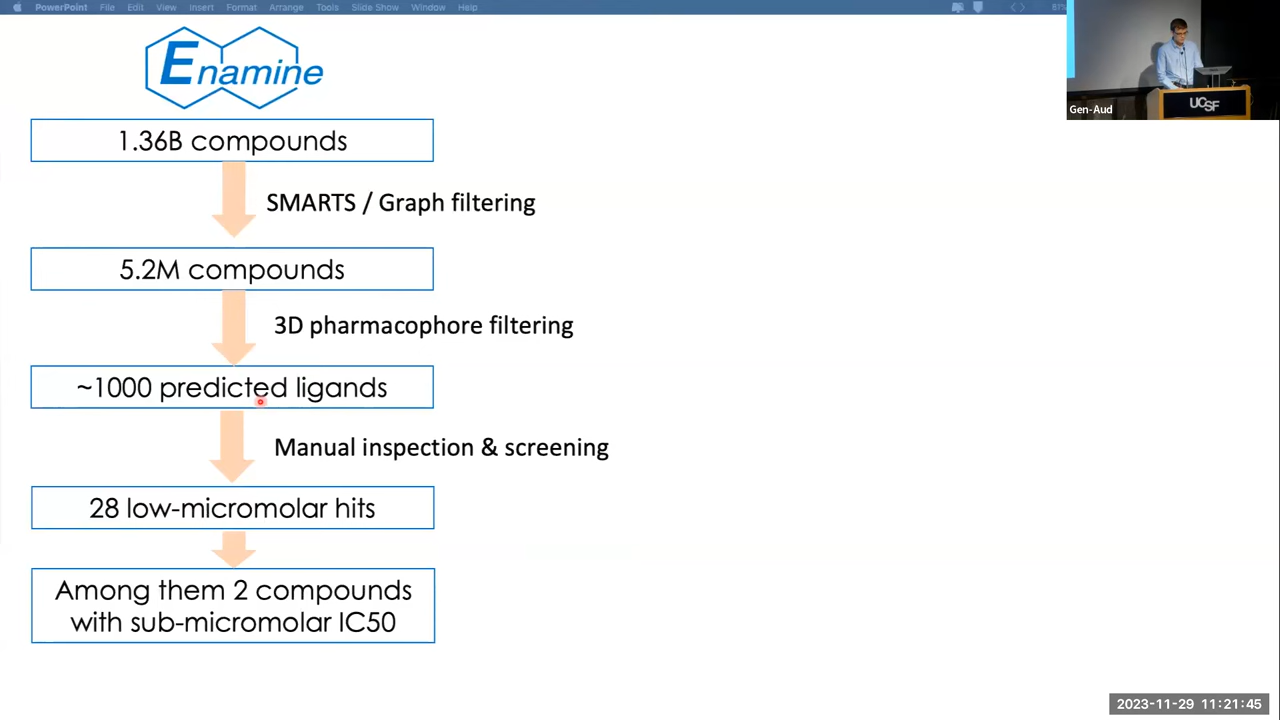 PowerPoint File Edit View Insert Format Arrange Tools Slide Show Window Help 81%
Enamine
1.36B compounds
SMARTS / Graph filtering
5.2M compounds
3D pharmacophore filtering
~1000 predicted ligands
Manual inspection & screening
28 low-micromolar hits
Among them 2 compounds
with sub-micromolar IC50
UCSF
Gen-Aud
2023-11-29 11:21:45